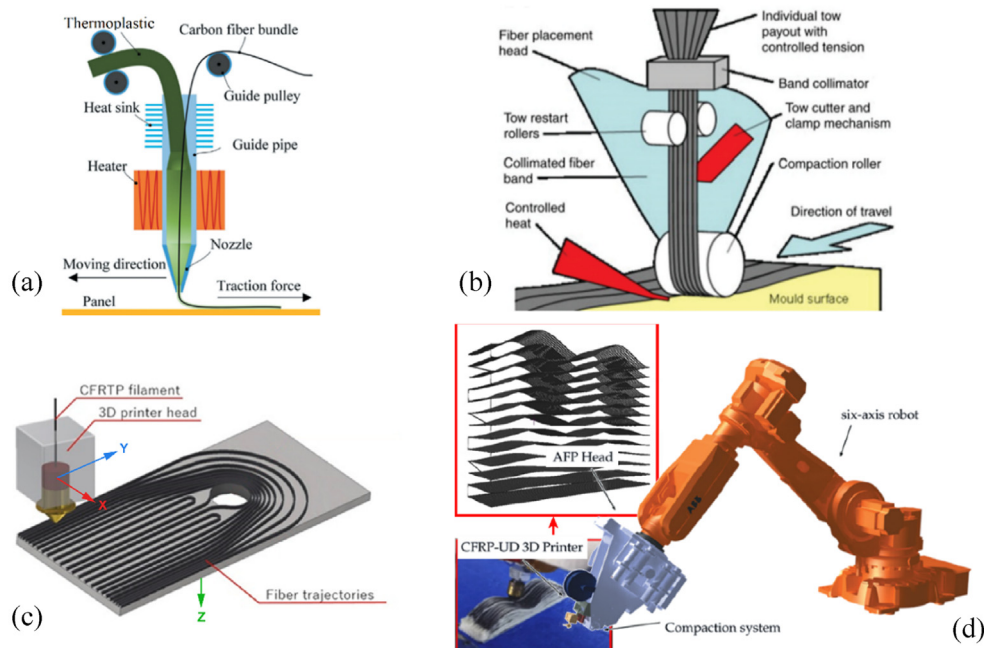 Thermoplastic
Carbon fiber bundle
Guide pulley
Heat sink
Guide pipe
Heater
Nozzle
Moving direction
Traction force
Panel
(a)
Individual tow
payout with
controlled tension
Fiber placement
head
Band collimator
Tow restart
rollers
Tow cutter and
clamp mechanism
Collimated fiber
band
Compaction roller
Controlled
heat
Direction of travel
Mould surface
(b)
CFRTP filament
3D printer head
Y
X
Z
Fiber trajectories
(c)
AFP Head
six-axis robot
ABB
CFRP-UD 3D Printer
Compaction system
(d)